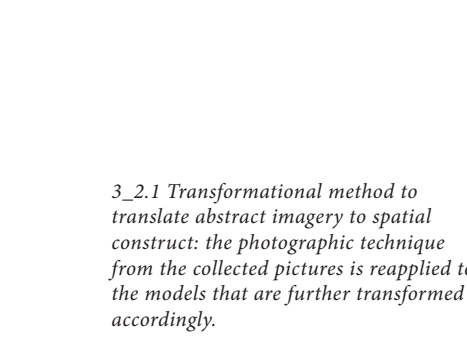 3_2.1 Transformational method to
translate abstract imagery to spatial
construct: the photographic technique
from the collected pictures is reapplied to
the models that are further transformed
accordingly.